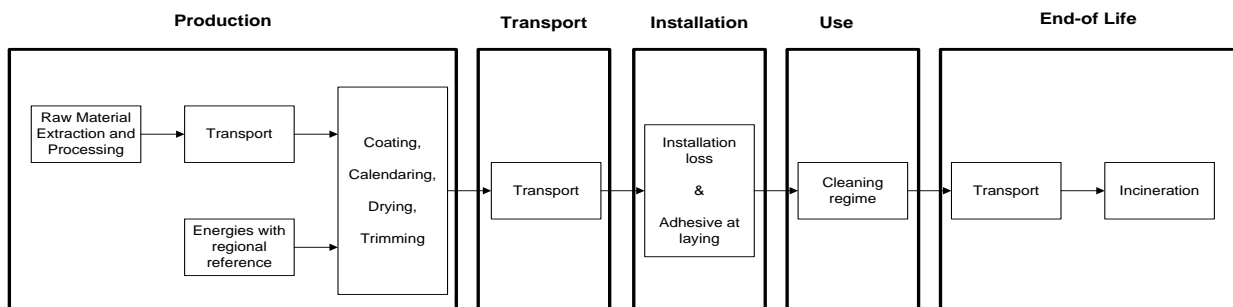 Production
Transport
Installation
Use
End-of Life
Raw Material
Extraction and
Processing
Transport
Energies with
regional
reference
Coating,
Calendaring,
Drying,
Trimming
Transport
Installation
loss
&
Adhesive at
laying
Cleaning
regime
Transport
Incineration